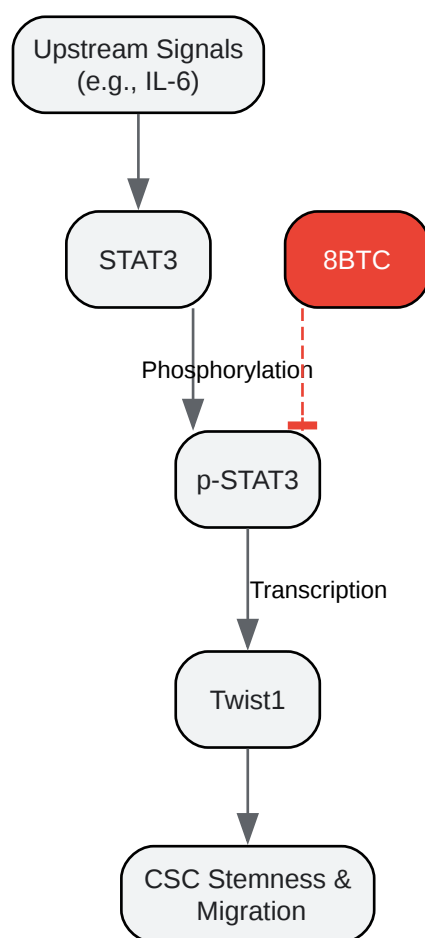 Upstream Signals
(e.g., IL-6)
STAT3
8BTC
Phosphorylation
p-STAT3
Transcription
Twist1
CSC Stemness &
Migration